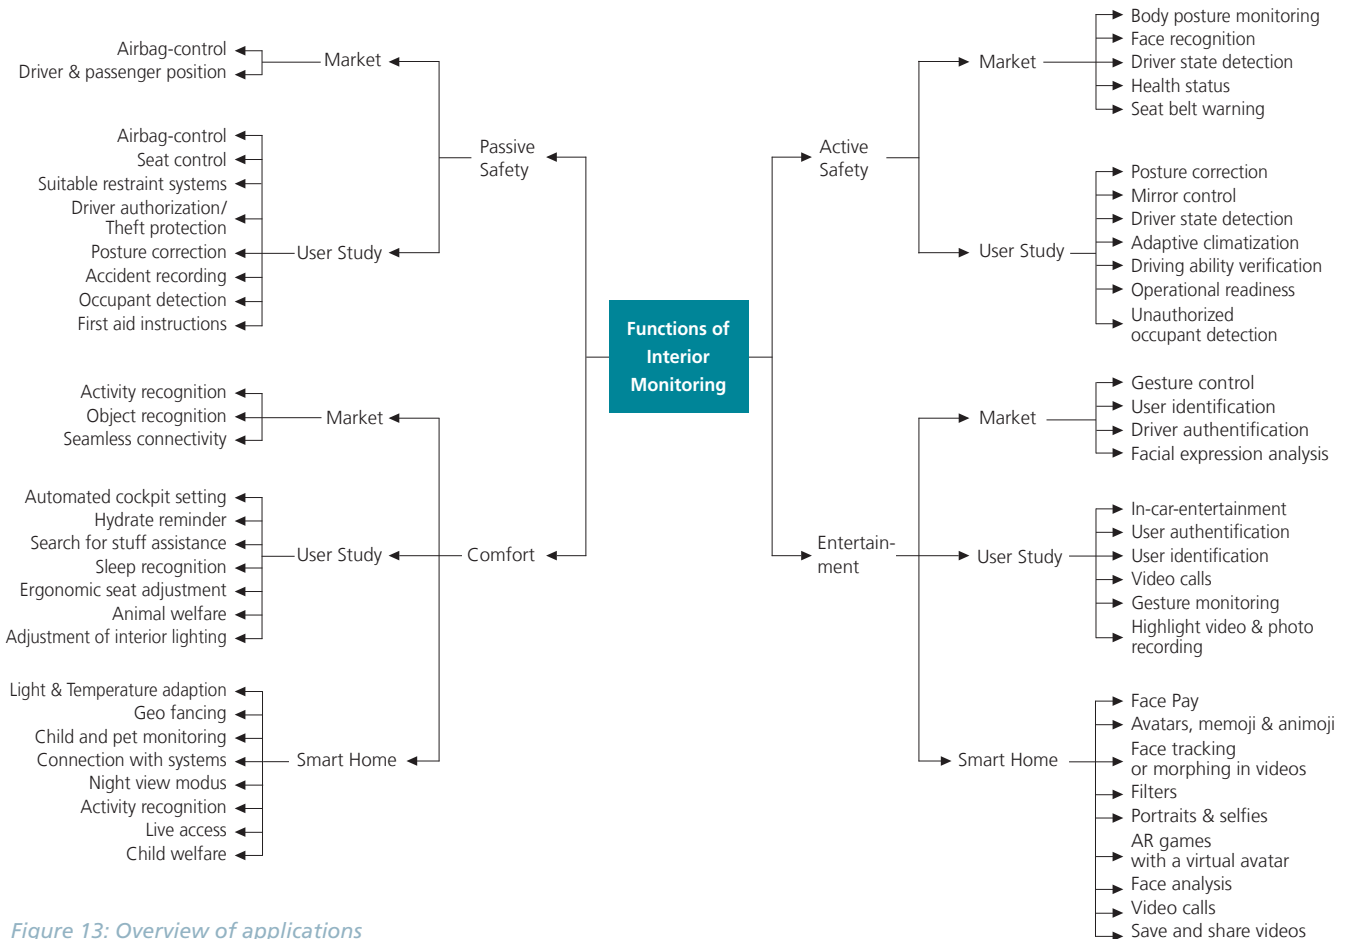 Airbag-control
Driver & passenger position
Market
Airbag-control
Seat control
Suitable restraint systems
Driver authorization/
Theft protection
Posture correction
Accident recording
Occupant detection
First aid instructions
User Study
Passive
Safety
Activity recognition
Object recognition
Seamless connectivity
Market
Automated cockpit setting
Hydrate reminder
Search for stuff assistance
Sleep recognition
Ergonomic seat adjustment
Animal welfare
Adjustment of interior lighting
User Study
Comfort
Light & Temperature adaption
Geo fancing
Child and pet monitoring
Connection with systems
Night view modus
Activity recognition
Live access
Child welfare
Smart Home
Functions of
Interior
Monitoring
Active
Safety
Market
Body posture monitoring
Face recognition
Driver state detection
Health status
Seat belt warning
User Study
Posture correction
Mirror control
Driver state detection
Adaptive climatization
Driving ability verification
Operational readiness
Unauthorized
occupant detection
Entertain-
ment
Market
Gesture control
User identification
Driver authentification
Facial expression analysis
User Study
In-car-entertainment
User authentification
User identification
Video calls
Gesture monitoring
Highlight video & photo
recording
Smart Home
Face Pay
Avatars, memoji & animoji
Face tracking
or morphing in videos
Filters
Portraits & selfies
AR games
with a virtual avatar
Face analysis
Video calls
Save and share videos
Figure 13: Overview of applications